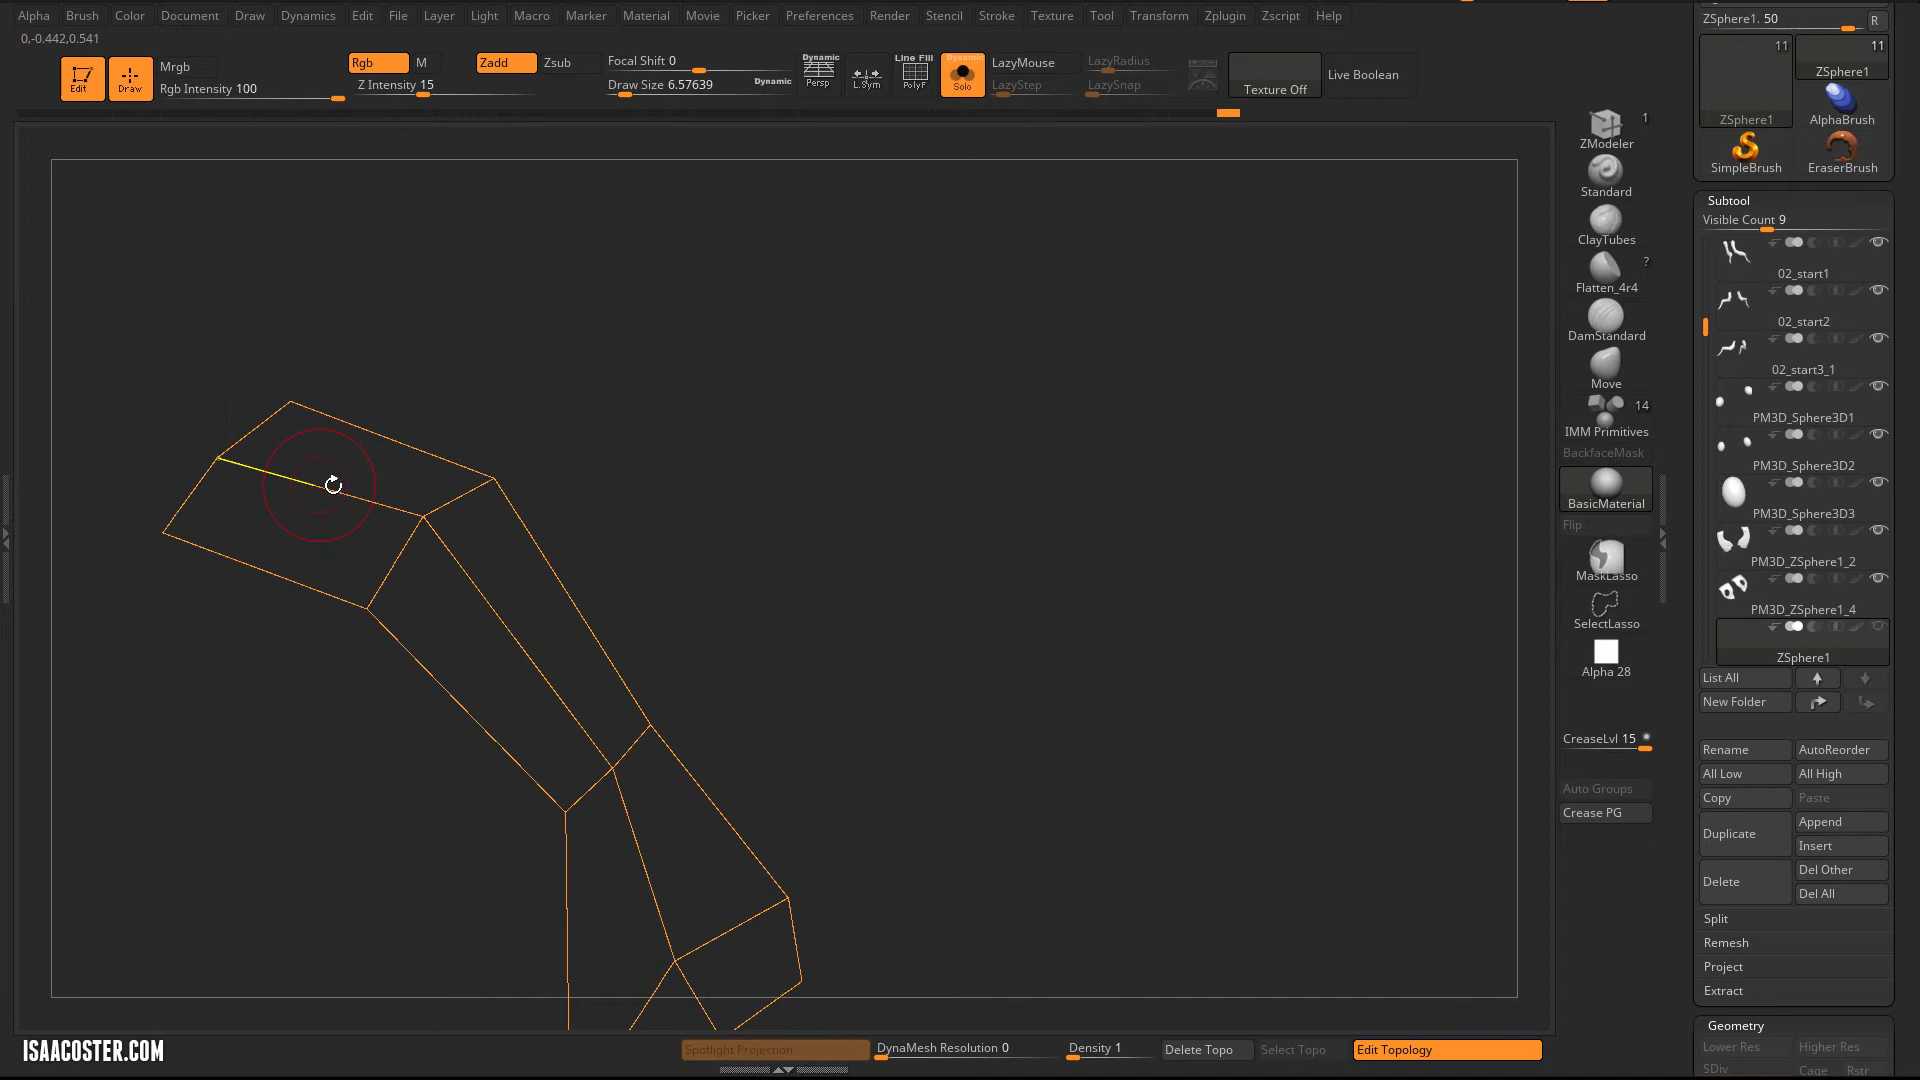 Alpha Brush Color Document Draw Dynamics Edit File Layer Light Macro Marker Material Movie Picker Preferences Render Stencil Stroke Texture Tool Transform Zplugin Zscript Help
0,-0.442,0.541
Edit
Draw
Mrgb
Rgb Intensity 100
Rgb
M
Z Intensity 15
Zadd
Zsub
Focal Shift 0
Draw Size 6.57639
Dynamic
Dynamic
Persp
L.Sym
Line Fill
PolyF
Dynamic
Solo
LazyMouse
LazyStep
LazyRadius
LazySnap
Texture Off
Live Boolean
ZSphere1. 50
R
11
ZSphere1
11
ZSphere1
AlphaBrush
SimpleBrush
EraserBrush
1
ZModeler
Standard
ClayTubes
?
Flatten_4r4
DamStandard
Move
14
IMM Primitives
BackfaceMask
BasicMaterial
Flip
MaskLasso
SelectLasso
Alpha 28
CreaseLvl 15
Auto Groups
Crease PG
Subtool
Visible Count 9
02_start1
02_start2
02_start3_1
PM3D_Sphere3D1
PM3D_Sphere3D2
PM3D_Sphere3D3
PM3D_ZSphere1_2
PM3D_ZSphere1_4
ZSphere1
List All
New Folder
Rename
AutoReorder
All Low
All High
Copy
Paste
Duplicate
Append
Insert
Delete
Del Other
Del All
Split
Remesh
Project
Extract
Geometry
Lower Res
Higher Res
SDiv
Cage
Rstr
ISAACOSTER.COM
Spotlight Projection
DynaMesh Resolution 0
Density 1
Delete Topo
Select Topo
Edit Topology